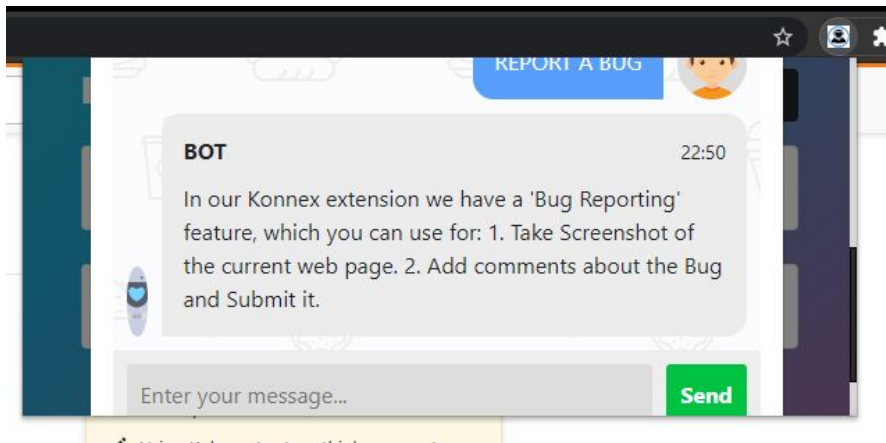 REPORT A BUG
BOT
22:50
In our Konnex extension we have a 'Bug Reporting'
feature, which you can use for: 1. Take Screenshot of
the current web page. 2. Add comments about the Bug
and Submit it.
Enter your message...
Send